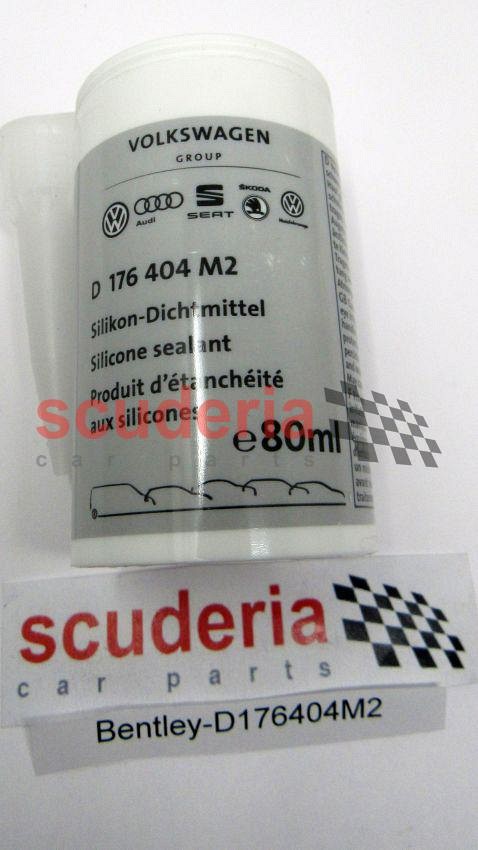 VOLKSWAGEN
GROUP
Audi
SEAT
ŠKODA
D 176 404 M2
Silikon-Dichtmittel
Silicone sealant
Produit d'étanchéité
aux silicones
e80ml
scuderia
car parts
scuderia
car parts
Bentley-D176404M2